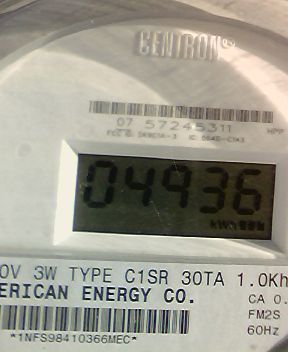 CENTRON
07 57245311 HPP
04936
kWh
0V 3W TYPE C1SR 30TA 1.0Kh
ERICAN ENERGY CO.
CA 0.
FM2S
60Hz
*1NFS98410366MEC*